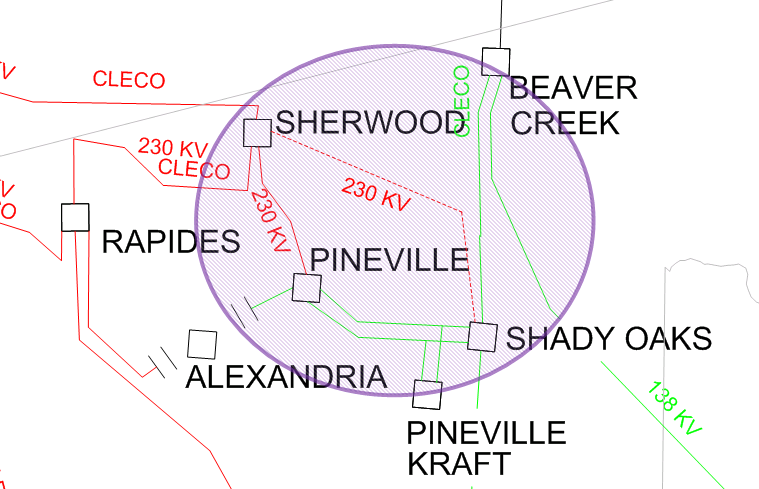 CLECO
BEAVER
CREEK
CLECO
SHERWOOD
230 KV
CLECO
230 KV
230 KV
RAPIDES
PINEVILLE
SHADY OAKS
ALEXANDRIA
138 KV
PINEVILLE
KRAFT